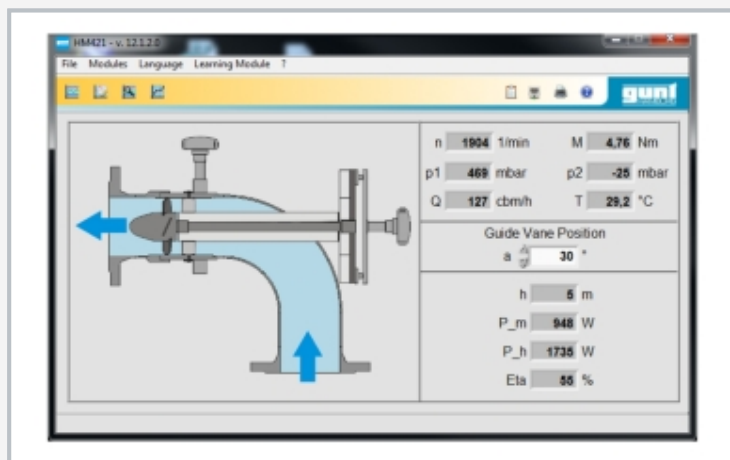 HM421 - v. 12.1.2.0
File Modules Language Learning Module ?
gunt
n 1904 1/min M 4,76 Nm
p1 469 mbar p2 -25 mbar
Q 127 cbm/h T 29,2 °C
Guide Vane Position
a 30 °
h 5 m
P_m 948 W
P_h 1735 W
Eta 55 %